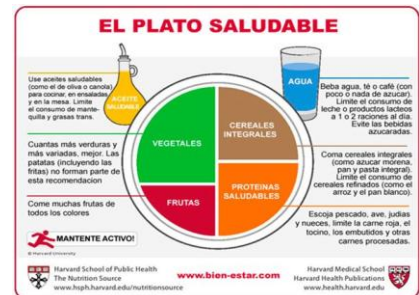 EL PLATO SALUDABLE
Use aceites saludables
(como el de oliva o canola)
para cocinar, en ensaladas,
y en la mesa. Limite
el consumo de mante-
quilla y grasas trans.
ACEITE
SALUDABLE
AGUA
Beba agua, té o café (con
poco o nada de azucar).
Limite el consumo de
leche o productos lacteos
a 1 o 2 raciones al día.
Evite las bebidas
azucaradas.
Cuantas más verduras y
más variadas, mejor. Las
patatas (incluyendo las
fritas) no forman parte de
esta recomendacion
VEGETALES
CEREALES
INTEGRALES
Coma cereales integrales
(como azucar morena,
pan y pasta integral).
Límite el consumo de
cereales refinados (como el
arroz y el pan blanco).
Come muchas frutas
de todos los colores
FRUTAS
PROTEINAS
SALUDABLES
Escoja pescado, ave, judias
y nueces, limite la carne roja, el
tocino, los embutidos y otras
carnes procesadas.
MANTENTE ACTIVO!
© Harvard University
Harvard School of Public Health
The Nutrition Source
www.hsph.harvard.edu/nutritionsource
www.bien-estar.com
Harvard Medical School
Harvard Health Publications
www.health.harvard.edu